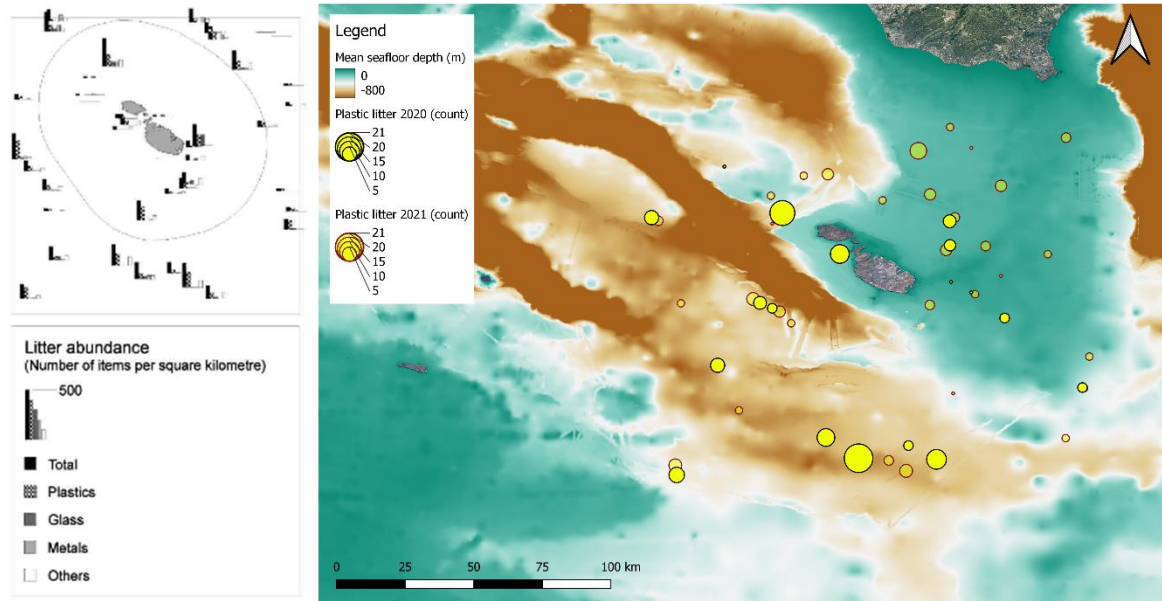 Litter abundance
(Number of items per square kilometre)
500
Total
Plastics
Glass
Metals
Others
Legend
Mean seafloor depth (m)
0
-800
Plastic litter 2020 (count)
21
20
15
10
5
Plastic litter 2021 (count)
21
20
15
10
5
0 25 50 75 100 km